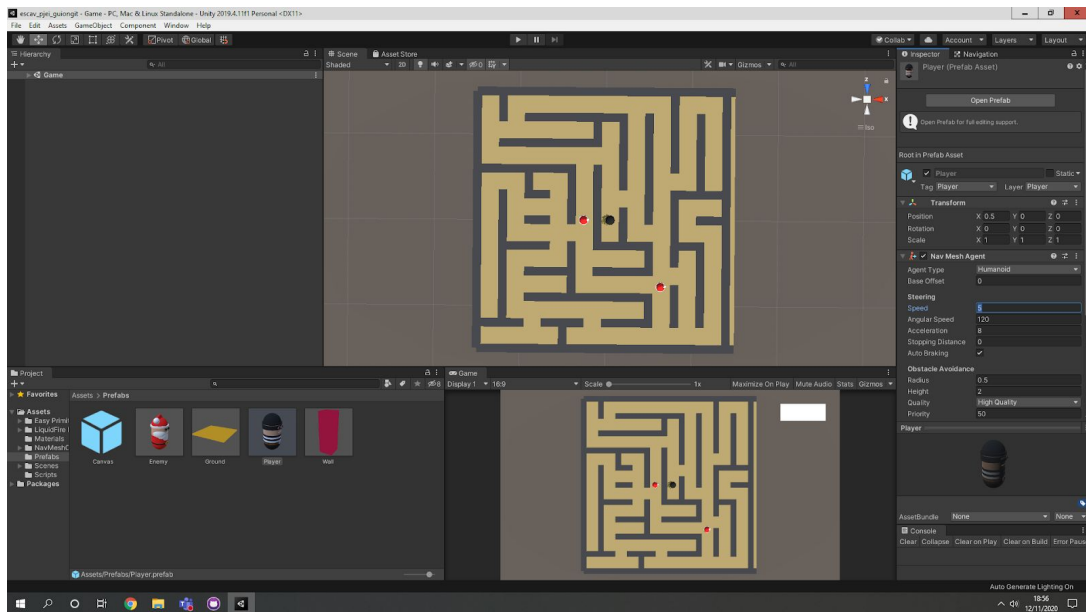 escav_pjei_guiongit - Game - PC, Mac & Linux Standalone - Unity 2019.4.11f1 Personal <DX11>
File Edit Assets GameObject Component Window Help
Pivot Global Collab Account Layers Layout
Hierarchy Scene Asset Store Inspector Navigation
All Shaded 2D Gizmos All Player (Prefab Asset)
Game
z
x
Open Prefab
Iso
Open Prefab for full editing support.
Root in Prefab Asset
Player Static
Tag Player Layer Player
Transform
Position X 0.5 Y 0 Z 0
Rotation X 0 Y 0 Z 0
Scale X 1 Y 1 Z 1
Nav Mesh Agent
Agent Type Humanoid
Base Offset 0
Steering
Speed 5
Angular Speed 120
Acceleration 8
Stopping Distance 0
Auto Braking
Obstacle Avoidance
Radius 0.5
Height 2
Quality High Quality
Priority 50
Project Game
8 Display 1 16:9 Scale 1x Maximize On Play Mute Audio Stats Gizmos
Favorites Assets > Prefabs
Assets
Easy Primi
LiquidFire
Materials
NavMeshC
Prefabs
Scenes
Scripts
Packages
Canvas Enemy Ground Player Wall
Player
AssetBundle None None
Console
Clear Collapse Clear on Play Clear on Build Error Paus
Assets/Prefabs/Player.prefab
Auto Generate Lighting On
18:56
12/11/2020